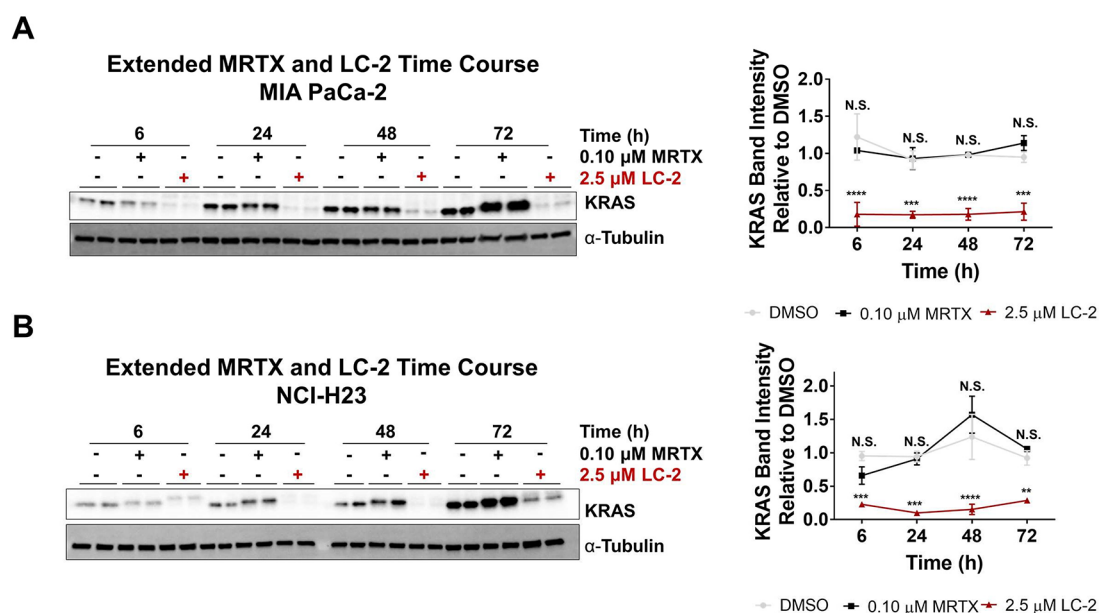 A
Extended MRTX and LC-2 Time Course
MIA PaCa-2
6 24 48 72 Time (h)
- + - - + - - + - - + - 0.10 μM MRTX
- - + - - + - - + - - + 2.5 μM LC-2
KRAS
α-Tubulin
KRAS Band Intensity
Relative to DMSO
2.0
1.5
1.0
0.5
0.0
N.S. N.S. N.S. N.S.
**** *** **** ***
6 24 48 72
Time (h)
DMSO 0.10 μM MRTX 2.5 μM LC-2
B
Extended MRTX and LC-2 Time Course
NCI-H23
6 24 48 72 Time (h)
- + - - + - - + - - + - 0.10 μM MRTX
- - + - - + - - + - - + 2.5 μM LC-2
KRAS
α-Tubulin
KRAS Band Intensity
Relative to DMSO
2.0
1.5
1.0
0.5
0.0
N.S. N.S. N.S. N.S.
*** *** **** **
6 24 48 72
Time (h)
DMSO 0.10 μM MRTX 2.5 μM LC-2